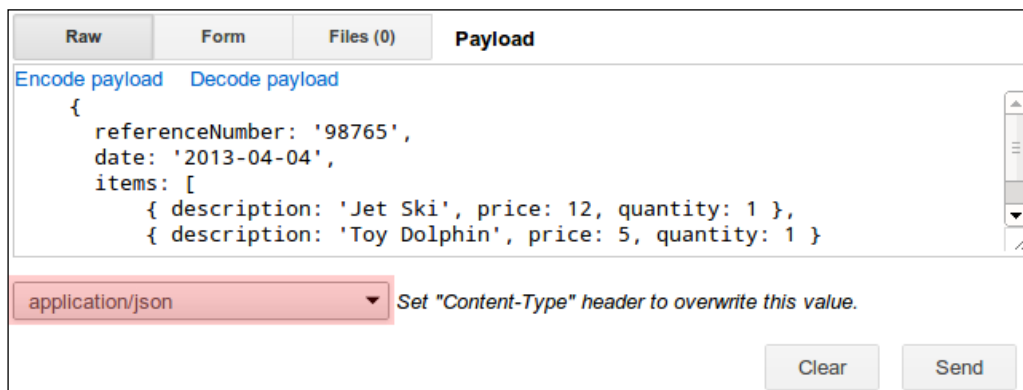 Raw Form Files (0) Payload
Encode payload Decode payload
{
referenceNumber: '98765',
date: '2013-04-04',
items: [
{ description: 'Jet Ski', price: 12, quantity: 1 },
{ description: 'Toy Dolphin', price: 5, quantity: 1 }
application/json Set "Content-Type" header to overwrite this value.
Clear Send